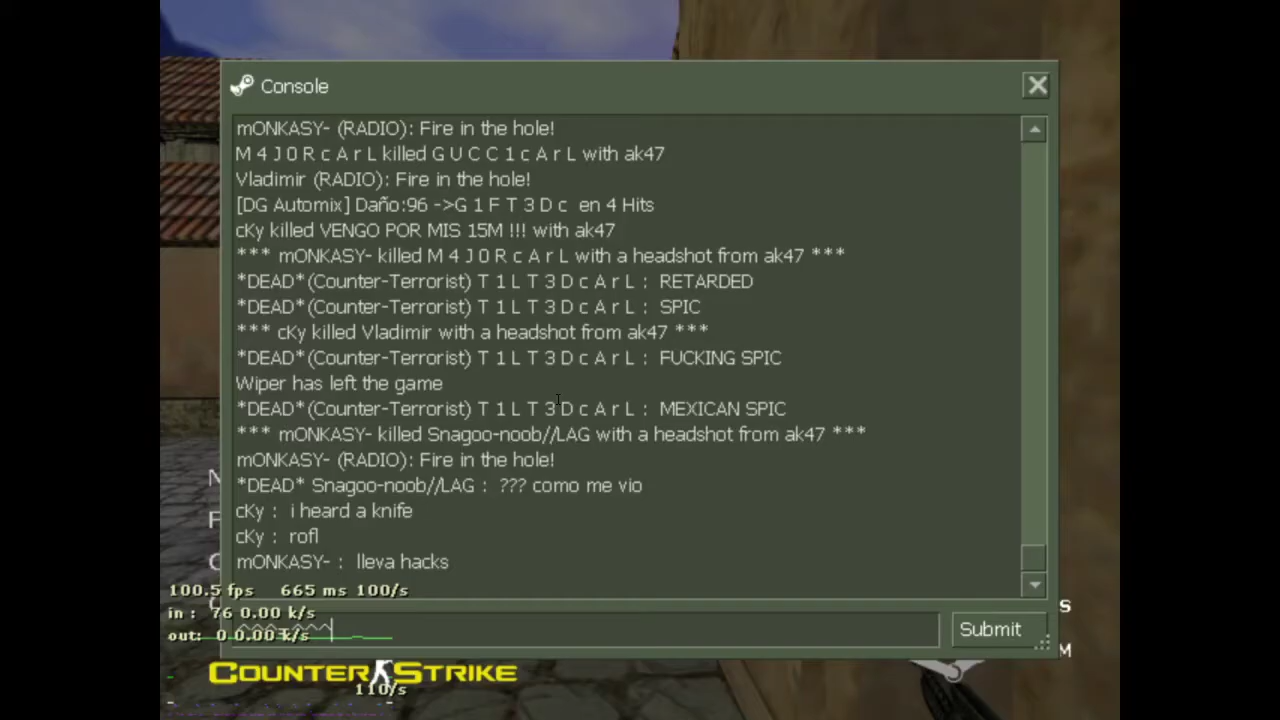 Console
mONKASY- (RADIO): Fire in the hole!
M 4 J 0 R c A r L killed G U C C 1 c A r L with ak47
Vladimir (RADIO): Fire in the hole!
[DG Automix] Daño:96 ->G 1 F T 3 D c  en 4 Hits
cKy killed VENGO POR MIS 15M !!! with ak47
*** mONKASY- killed M 4 J 0 R c A r L with a headshot from ak47 ***
*DEAD*(Counter-Terrorist) T 1 L T 3 D c A r L :  RETARDED
*DEAD*(Counter-Terrorist) T 1 L T 3 D c A r L :  SPIC
*** cKy killed Vladimir with a headshot from ak47 ***
*DEAD*(Counter-Terrorist) T 1 L T 3 D c A r L :  FUCKING SPIC
Wiper has left the game
*DEAD*(Counter-Terrorist) T 1 L T 3 D c A r L :  MEXICAN SPIC
*** mONKASY- killed Snagoo-noob//LAG with a headshot from ak47 ***
mONKASY- (RADIO): Fire in the hole!
*DEAD* Snagoo-noob//LAG :  ??? como me vio
cKy :  i heard a knife
cKy :  rofl
mONKASY- :  lleva hacks
100.5 fps 665 ms 100/s
in : 76 0.00 k/s
out: 0 0.00 k/s
Submit
COUNTER STRIKE
110/s